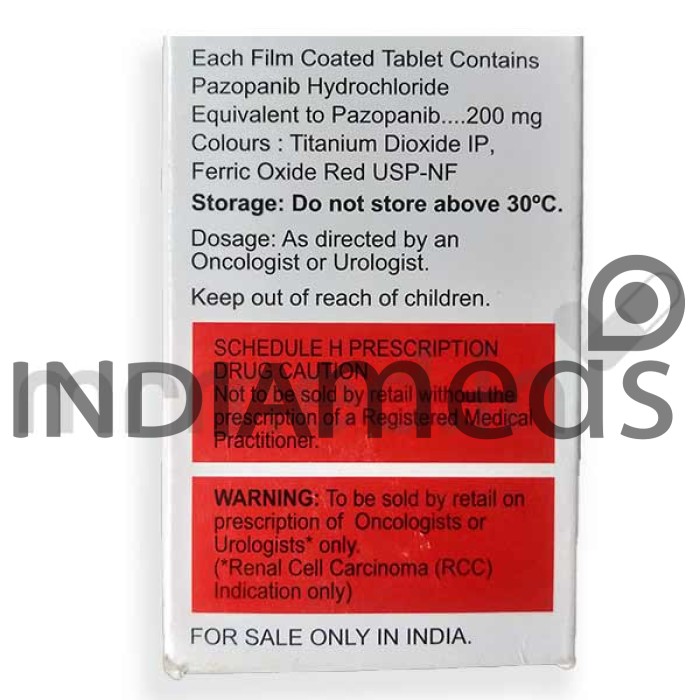 Each Film Coated Tablet Contains
Pazopanib Hydrochloride
Equivalent to Pazopanib....200 mg
Colours : Titanium Dioxide IP,
Ferric Oxide Red USP-NF
Storage: Do not store above 30ºC.
Dosage: As directed by an
Oncologist or Urologist.
Keep out of reach of children.
SCHEDULE H PRESCRIPTION
DRUG CAUTION
Not to be sold by retail without the
prescription of a Registered Medical
Practitioner.
INDIAmeds
WARNING: To be sold by retail on
prescription of Oncologists or
Urologists* only.
(*Renal Cell Carcinoma (RCC)
Indication only)
FOR SALE ONLY IN INDIA.